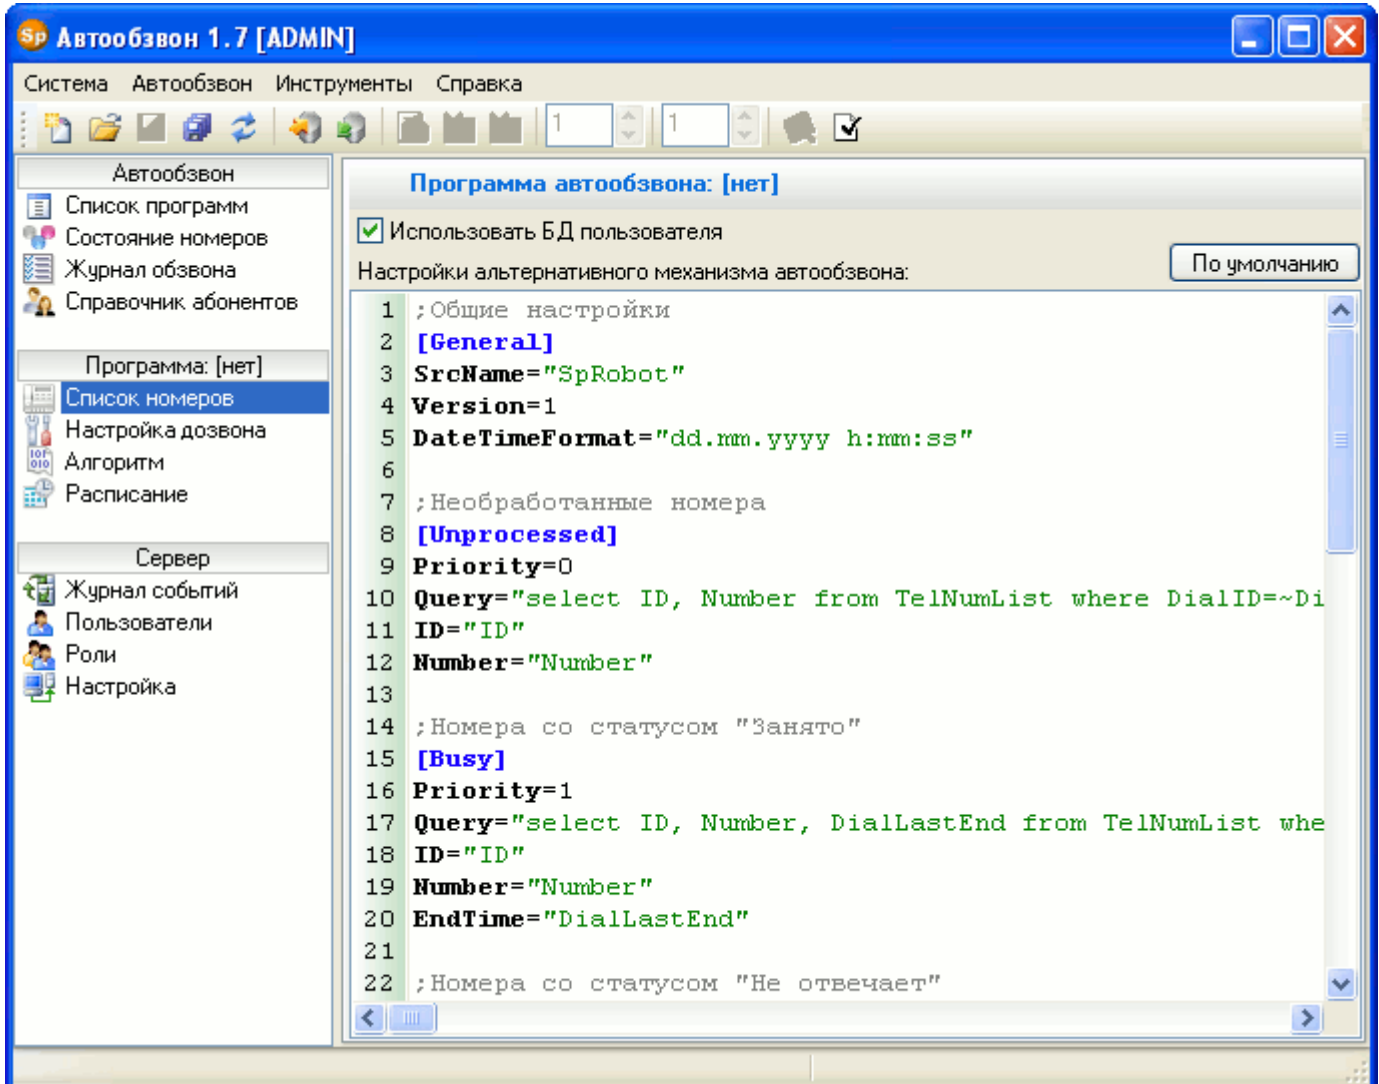 Sp Автообзвон 1.7 [ADMIN]
Система Автообзвон Инструменты Справка
1 1
Автообзвон
Список программ
Состояние номеров
Журнал обзвона
Справочник абонентов
Программа: [нет]
Список номеров
Настройка дозвона
Алгоритм
Расписание
Сервер
Журнал событий
Пользователи
Роли
Настройка
Программа автообзвона: [нет]
Использовать БД пользователя
Настройки альтернативного механизма автообзвона:
По умолчанию
1 ;Общие настройки
2 [General]
3 SrcName="SpRobot"
4 Version=1
5 DateTimeFormat="dd.mm.yyyy h:mm:ss"
6
7 ;Необработанные номера
8 [Unprocessed]
9 Priority=0
10 Query="select ID, Number from TelNumList where DialID=~Di
11 ID="ID"
12 Number="Number"
13
14 ;Номера со статусом "Занято"
15 [Busy]
16 Priority=1
17 Query="select ID, Number, DialLastEnd from TelNumList whe
18 ID="ID"
19 Number="Number"
20 EndTime="DialLastEnd"
21
22 ;Номера со статусом "Не отвечает"